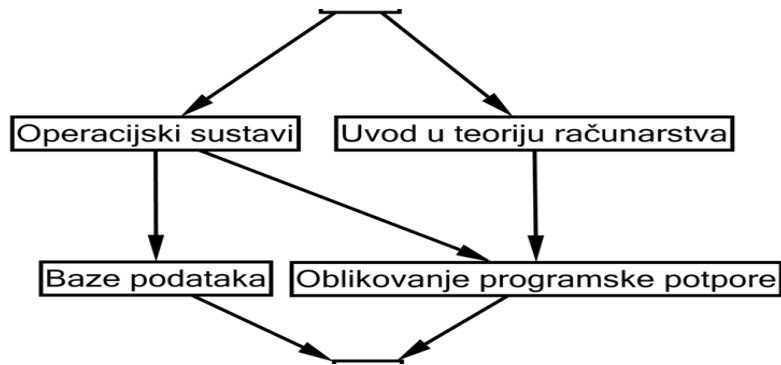 Operacijski sustavi
Uvod u teoriju računarstva
Baze podataka
Oblikovanje programske potpore